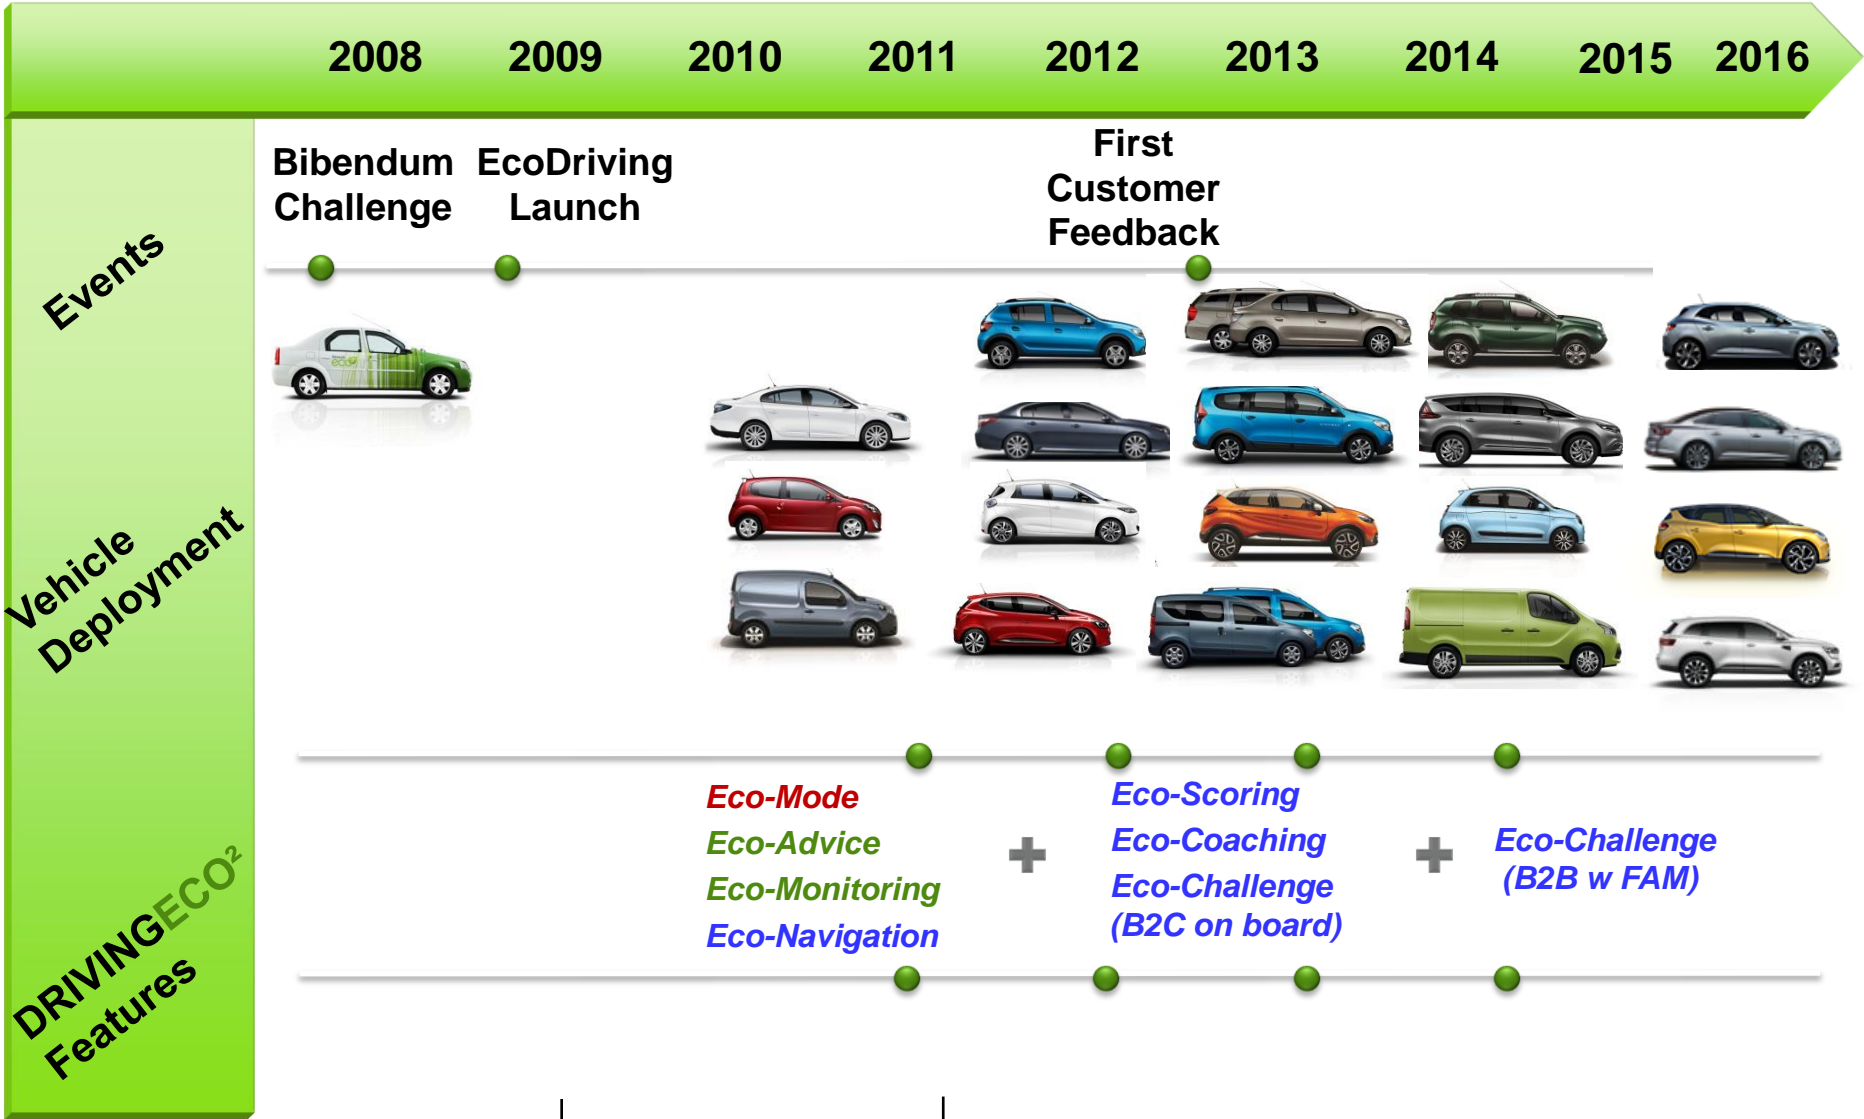 2008 2009 2010 2011 2012 2013 2014 2015 2016
Events
Bibendum
Challenge
EcoDriving
Launch
First
Customer
Feedback
Vehicle
Deployment
DRIVINGECO²
Features
Eco-Mode
Eco-Advice
Eco-Monitoring
Eco-Navigation
Eco-Scoring
Eco-Coaching
Eco-Challenge
(B2C on board)
Eco-Challenge
(B2B w FAM)